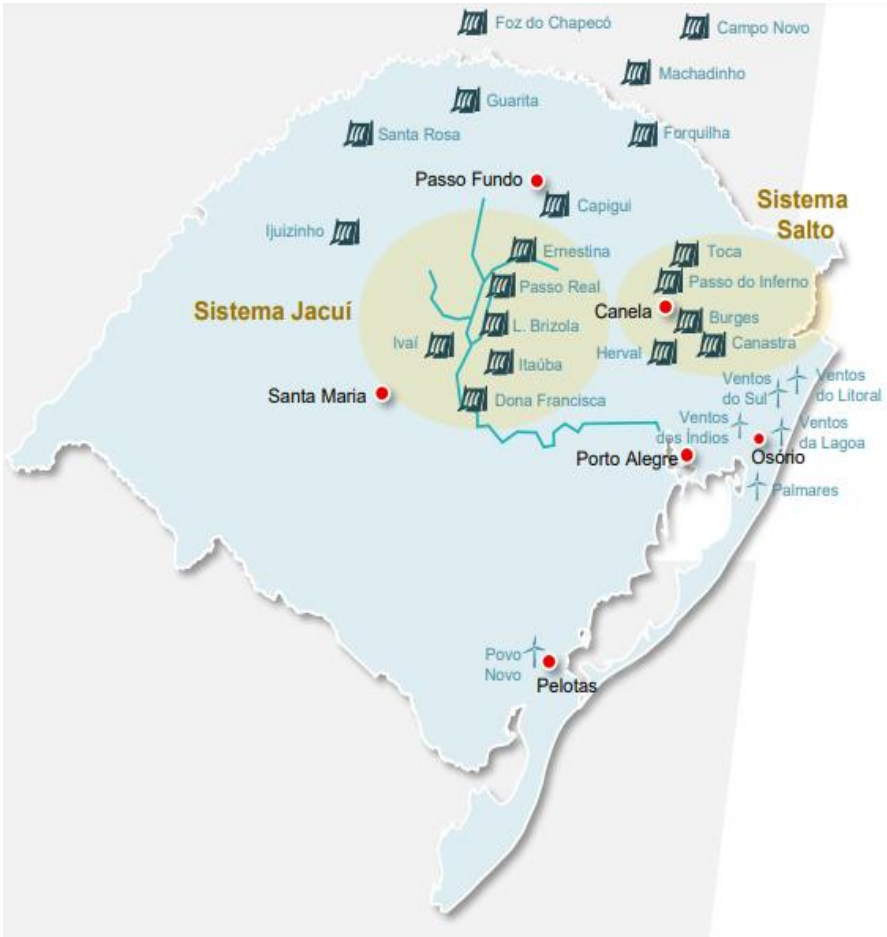 Foz do Chapecó
Campo Novo
Machadinho
Guarita
Santa Rosa
Forquilha
Passo Fundo
Capigui
Sistema
Salto
Ijuizinho
Ernestina
Toca
Passo Real
Passo do Inferno
Sistema Jacuí
Canela
L. Brizola
Burges
Ivaí
Herval
Canastra
Itaúba
Santa Maria
Dona Francisca
Ventos
do Sul
Ventos
do Litoral
Ventos
dos Índios
Ventos
da Lagoa
Porto Alegre
Osório
Palmares
Povo
Novo
Pelotas